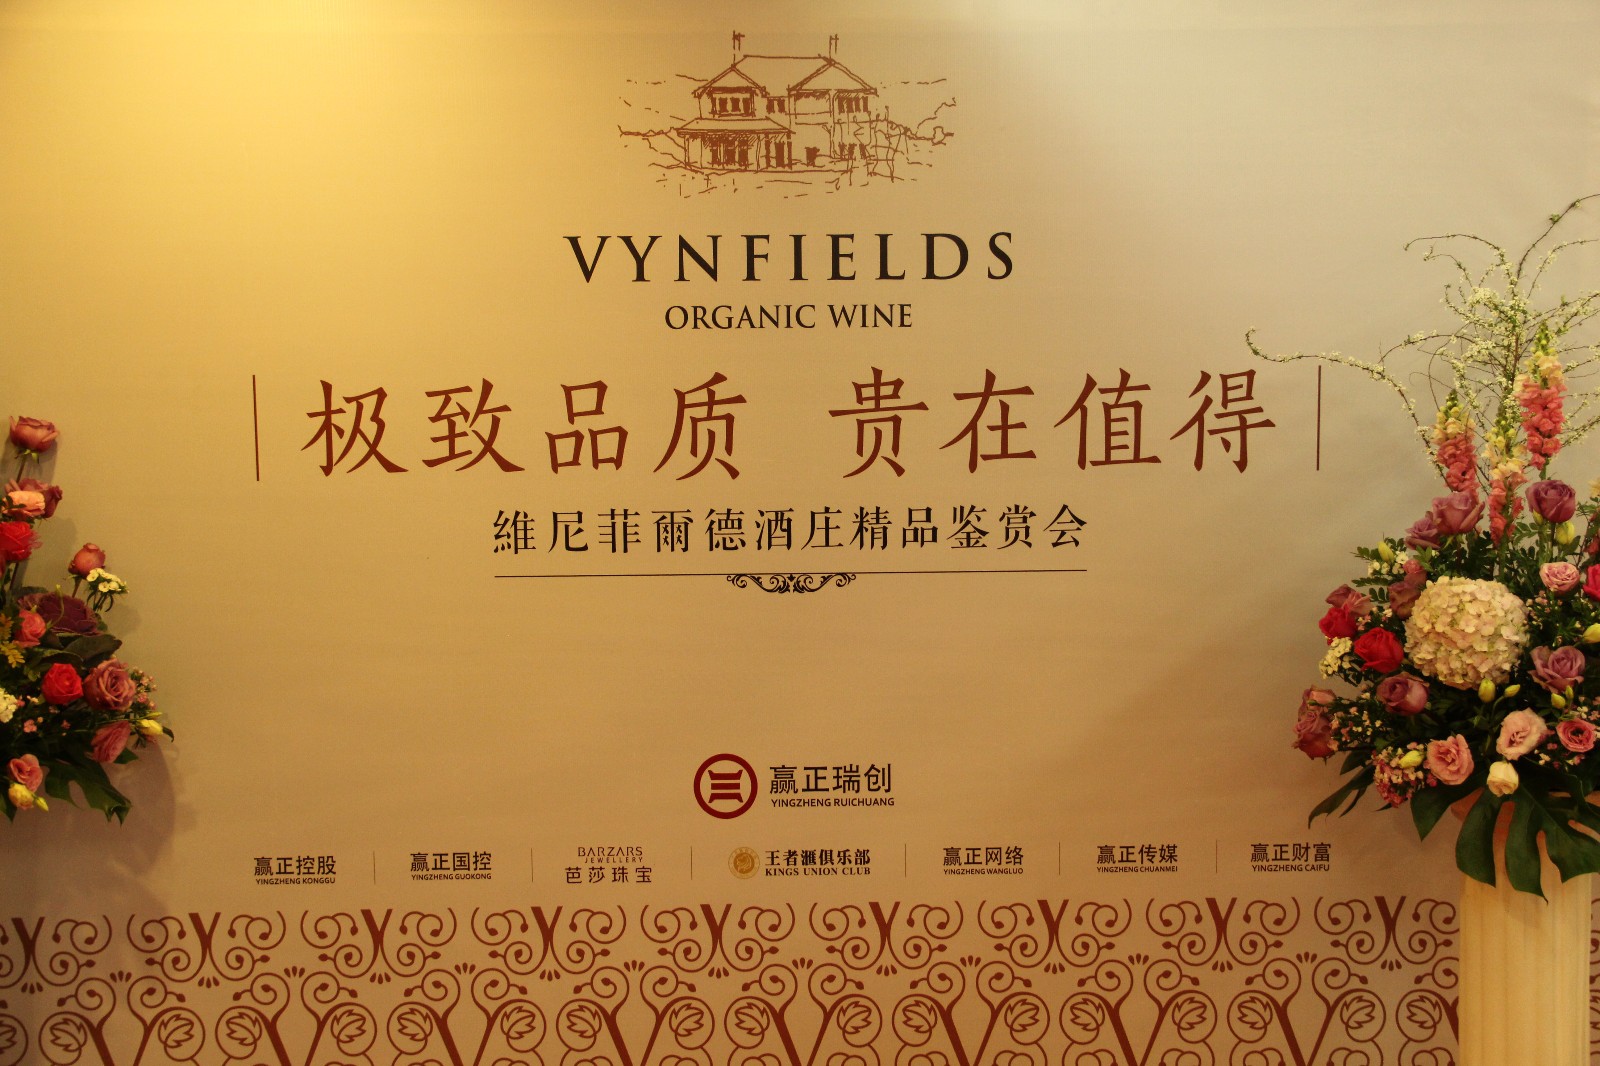 VYNFIELDS
ORGANIC WINE
极致品质 贵在值得
維尼菲爾德酒庄精品鉴赏会
赢正瑞创
YINGZHENG RUICHUANG
赢正控股
YINGZHENG KONGGU
赢正国控
YINGZHENG GUOKONG
BARZARS
JEWELLERY
芭莎珠宝
王者滙俱乐部
KINGS UNION CLUB
赢正网络
YINGZHENG WANGLUO
赢正传媒
YINGZHENG CHUANMEI
赢正财富
YINGZHENG CAIFU